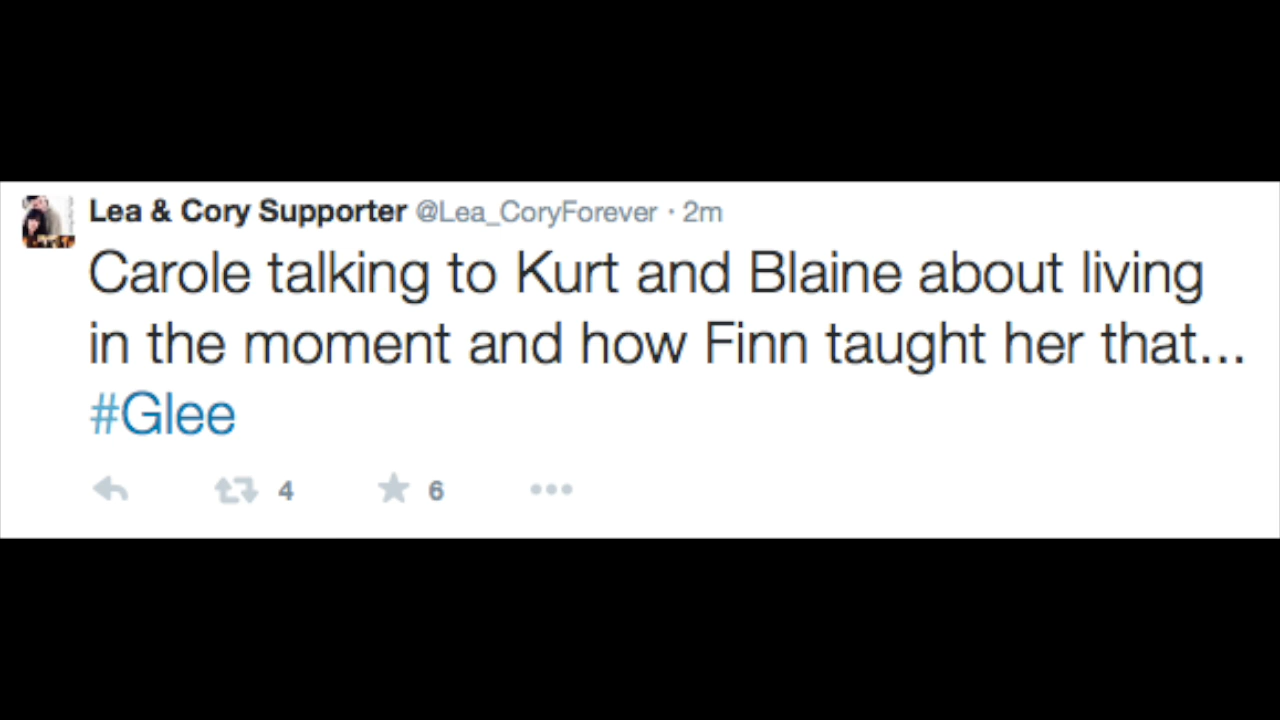 Lea & Cory Supporter @Lea_CoryForever · 2m
Carole talking to Kurt and Blaine about living
in the moment and how Finn taught her that...
#Glee
4 6